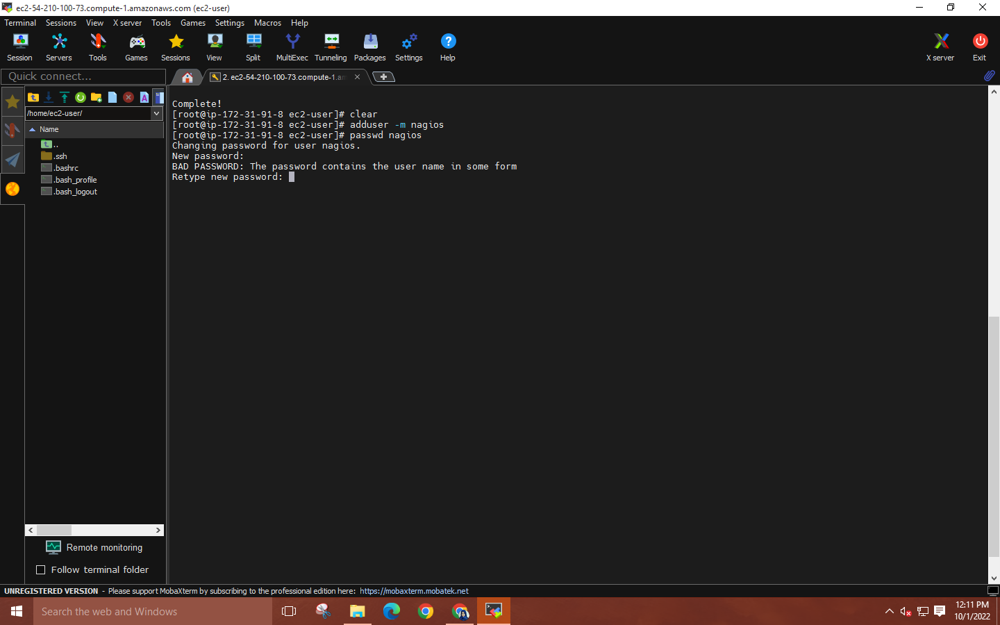 ec2-54-210-100-73.compute-1.amazonaws.com (ec2-user)
Terminal Sessions View X server Tools Games Settings Macros Help
Session Servers Tools Games Sessions View Split MultiExec Tunneling Packages Settings Help X server Exit
Quick connect...
2. ec2-54-210-100-73.compute-1.am
/home/ec2-user/
Name
..
.ssh
.bashrc
.bash_profile
.bash_logout
Complete!
[root@ip-172-31-91-8 ec2-user]# clear
[root@ip-172-31-91-8 ec2-user]# adduser -m nagios
[root@ip-172-31-91-8 ec2-user]# passwd nagios
Changing password for user nagios.
New password:
BAD PASSWORD: The password contains the user name in some form
Retype new password:
Remote monitoring
Follow terminal folder
UNREGISTERED VERSION - Please support MobaXterm by subscribing to the professional edition here: https://mobaxterm.mobatek.net
Search the web and Windows
12:11 PM
10/1/2022